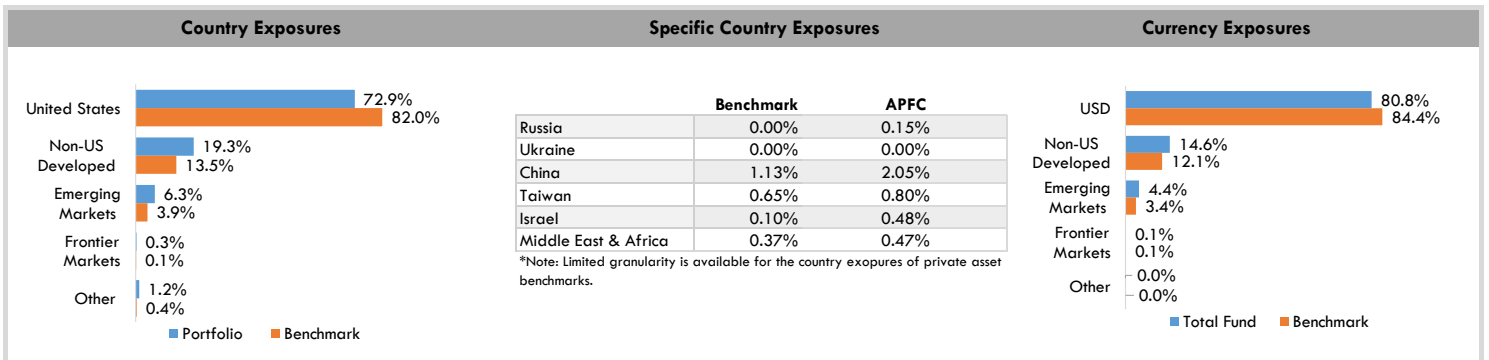 Country Exposures
United States
72.9%
82.0%
Non-US
Developed
19.3%
13.5%
Emerging
Markets
6.3%
3.9%
Frontier
Markets
0.3%
0.1%
Other
1.2%
0.4%
Portfolio Benchmark
Specific Country Exposures
Benchmark APFC
Russia 0.00% 0.15%
Ukraine 0.00% 0.00%
China 1.13% 2.05%
Taiwan 0.65% 0.80%
Israel 0.10% 0.48%
Middle East & Africa 0.37% 0.47%
*Note: Limited granularity is available for the country exopures of private asset
benchmarks.
Currency Exposures
USD
80.8%
84.4%
Non-US
Developed
14.6%
12.1%
Emerging
Markets
4.4%
3.4%
Frontier
Markets
0.1%
0.1%
Other
0.0%
0.0%
Total Fund Benchmark